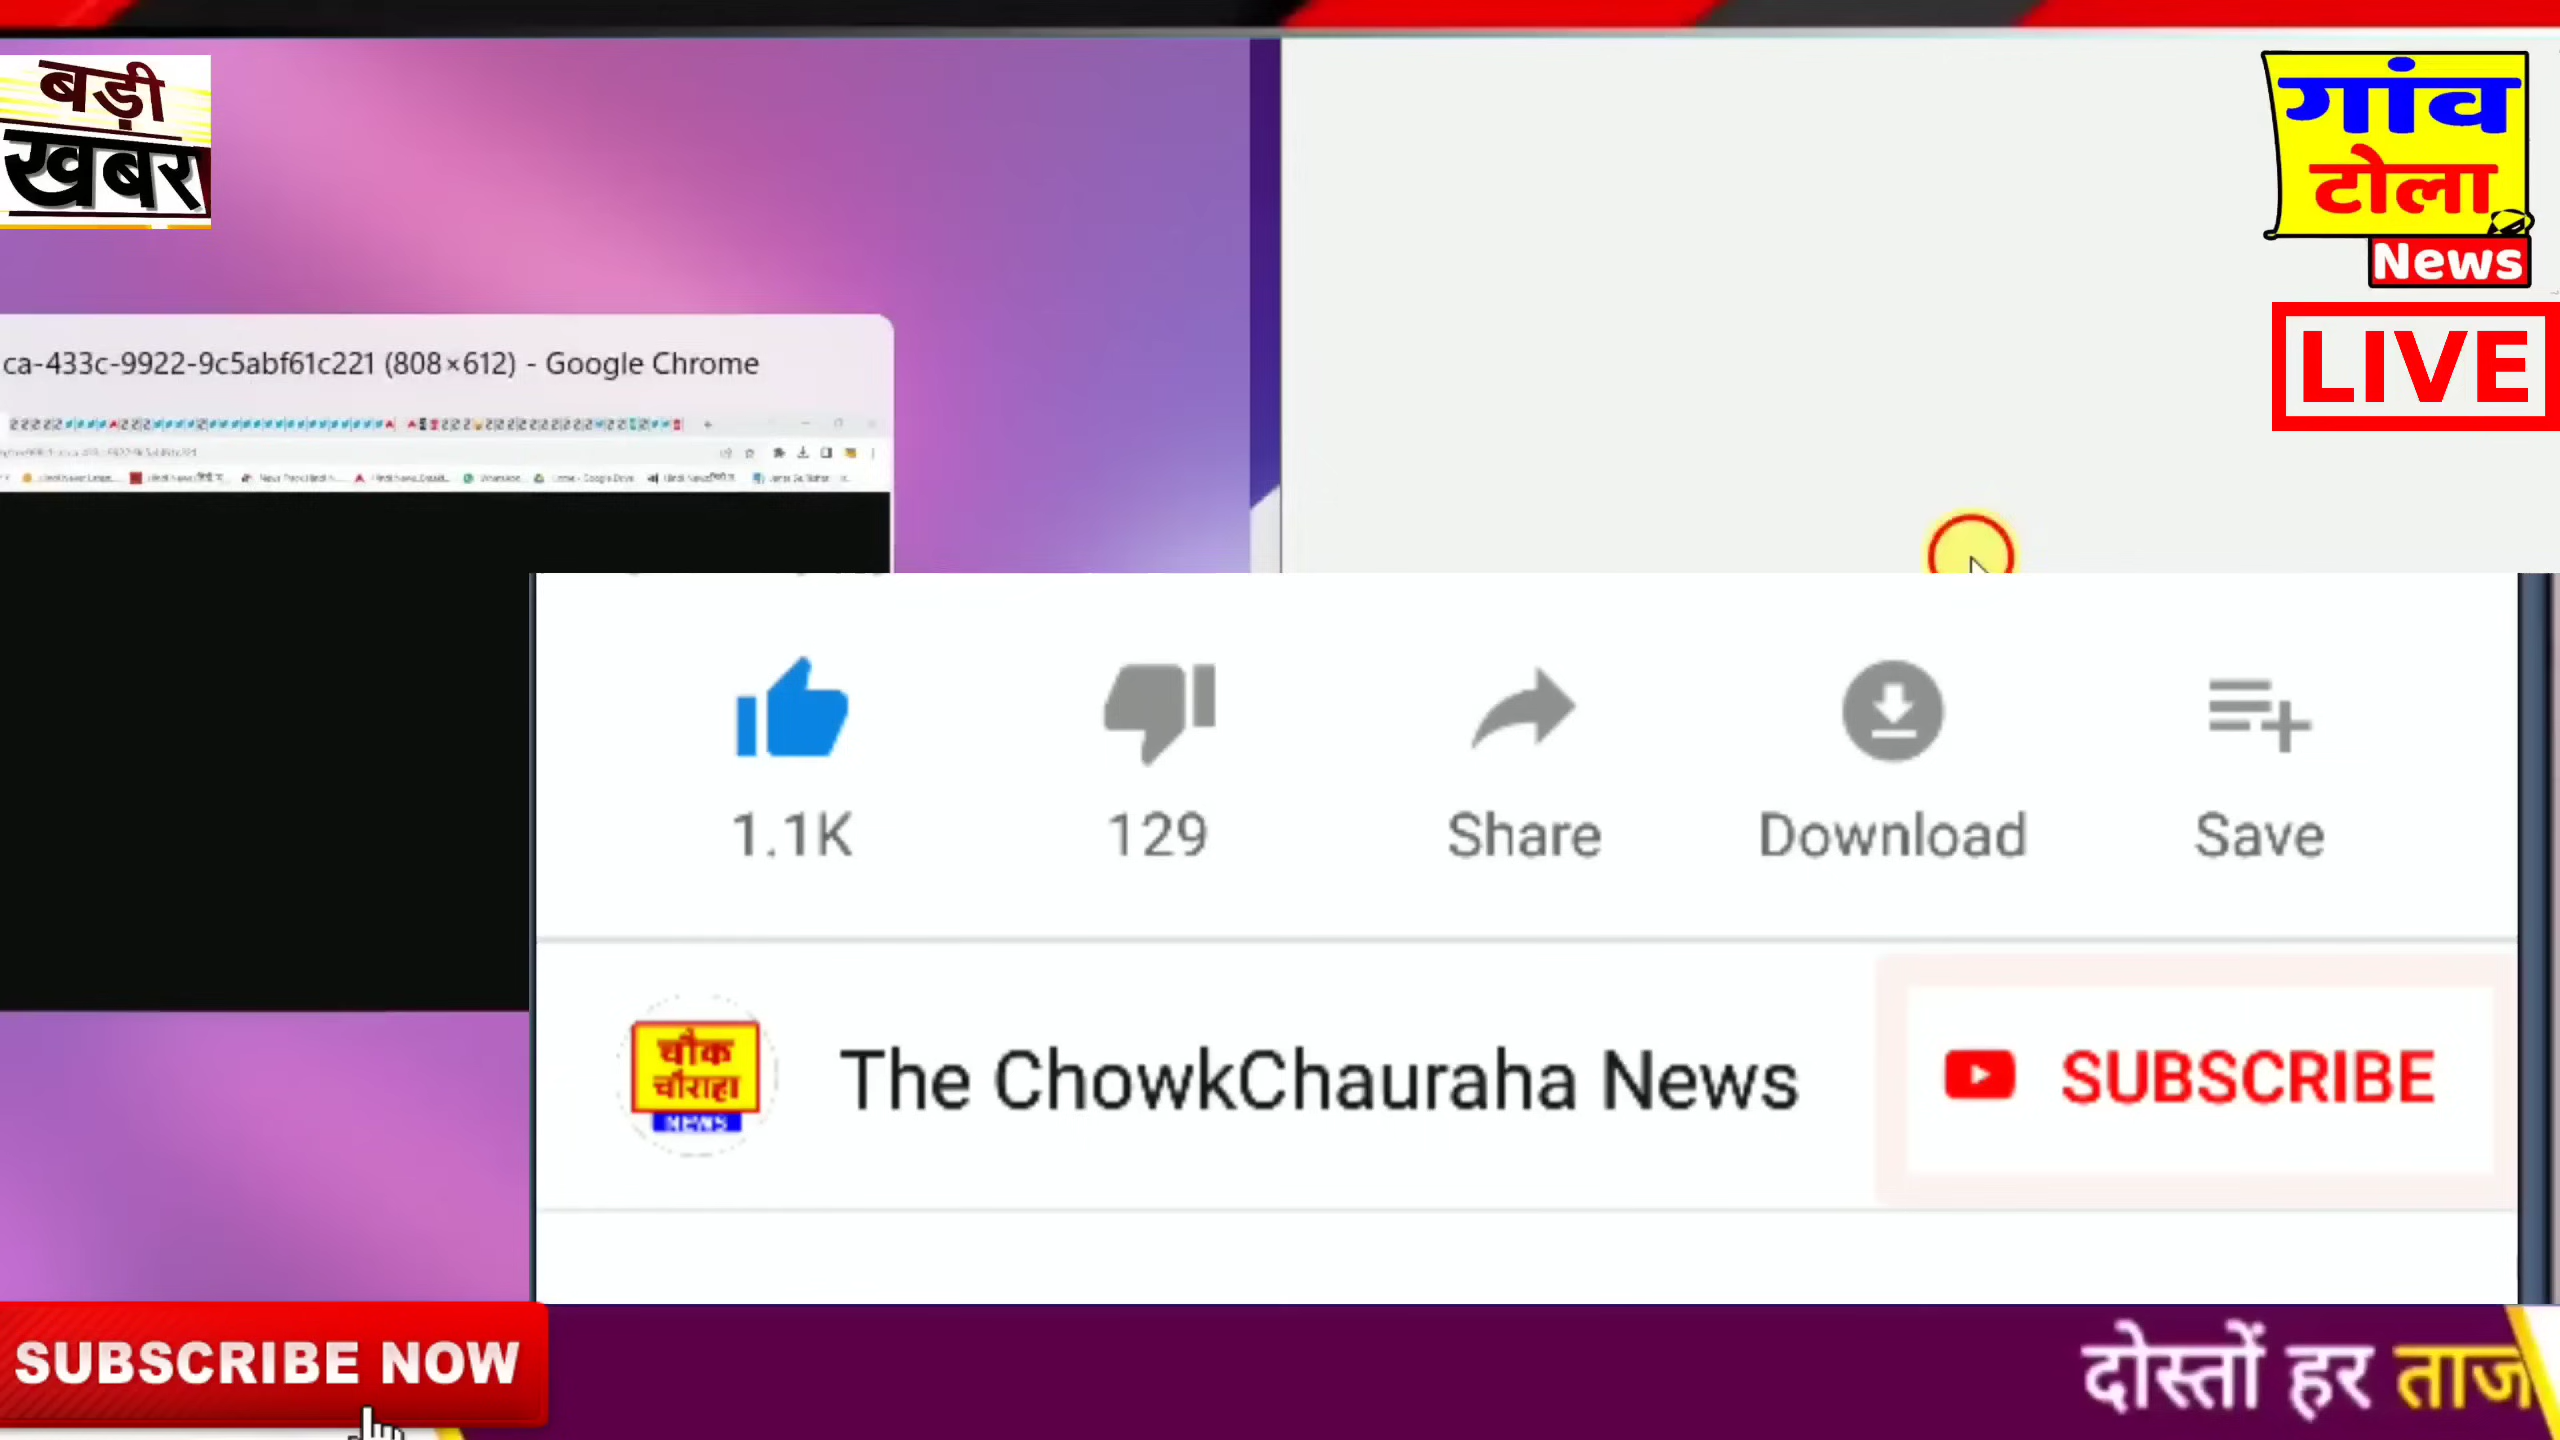 बड़ी
खबर
गांव
टोला
News
LIVE
ca-433c-9922-9c5abf61c221 (808×612) - Google Chrome
1.1K
129
Share
Download
Save
चौक
चौराहा
NEWS
The ChowkChauraha News
SUBSCRIBE
SUBSCRIBE NOW
दोस्तों हर ताज